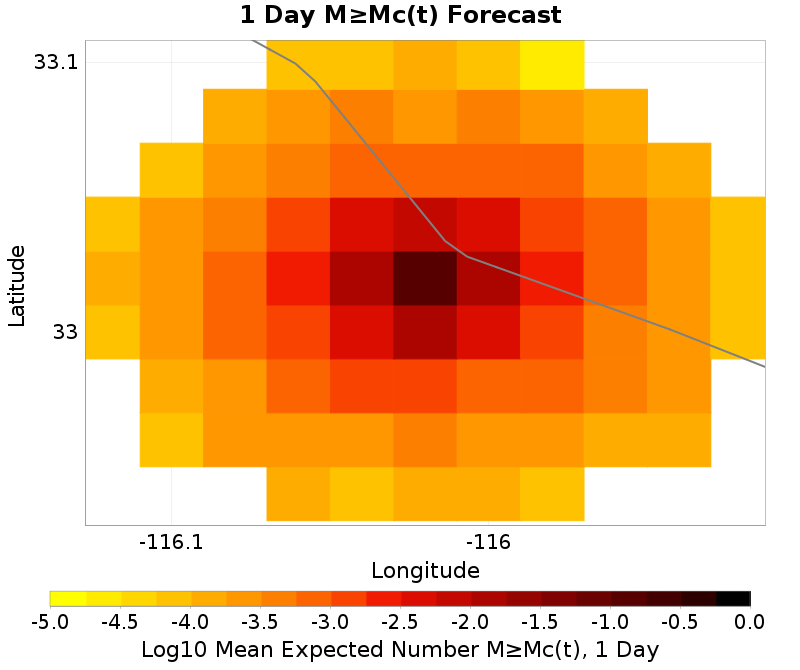 1 Day M≥Mc(t) Forecast
33.1
Latitude
33
-116.1 -116
Longitude
-5.0 -4.5 -4.0 -3.5 -3.0 -2.5 -2.0 -1.5 -1.0 -0.5 0.0
Log10 Mean Expected Number M≥Mc(t), 1 Day